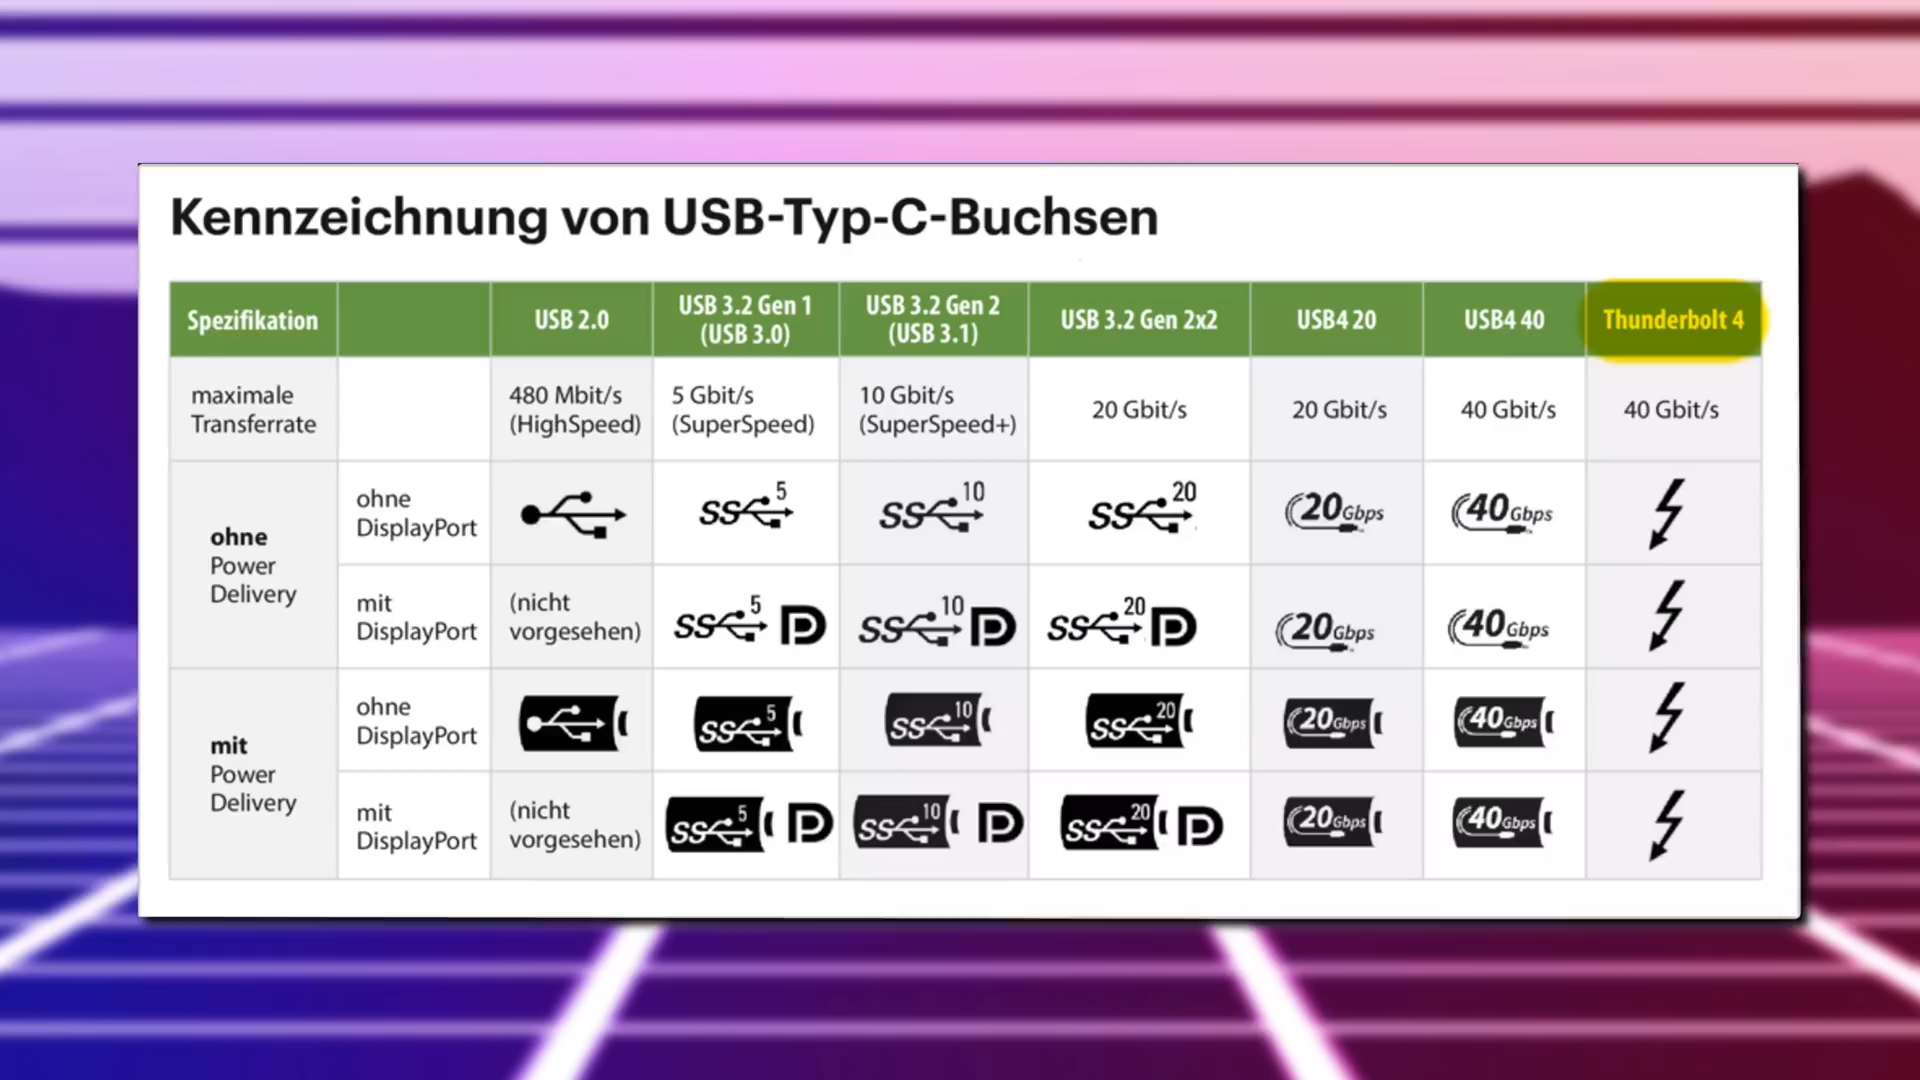 Kennzeichnung von USB-Typ-C-Buchsen
Spezifikation
USB 2.0
USB 3.2 Gen 1
(USB 3.0)
USB 3.2 Gen 2
(USB 3.1)
USB 3.2 Gen 2x2
USB4 20
USB4 40
Thunderbolt 4
maximale
Transferrate
480 Mbit/s
(HighSpeed)
5 Gbit/s
(SuperSpeed)
10 Gbit/s
(SuperSpeed+)
20 Gbit/s
20 Gbit/s
40 Gbit/s
40 Gbit/s
ohne
Power
Delivery
ohne
DisplayPort
SS 5
SS 10
SS 20
20Gbps
40Gbps
mit
DisplayPort
(nicht
vorgesehen)
SS 5 D
SS 10 D
SS 20 D
20Gbps
40Gbps
mit
Power
Delivery
ohne
DisplayPort
SS 5
SS 10
SS 20
20Gbps
40Gbps
mit
DisplayPort
(nicht
vorgesehen)
SS 5 D
SS 10 D
SS 20 D
20Gbps
40Gbps